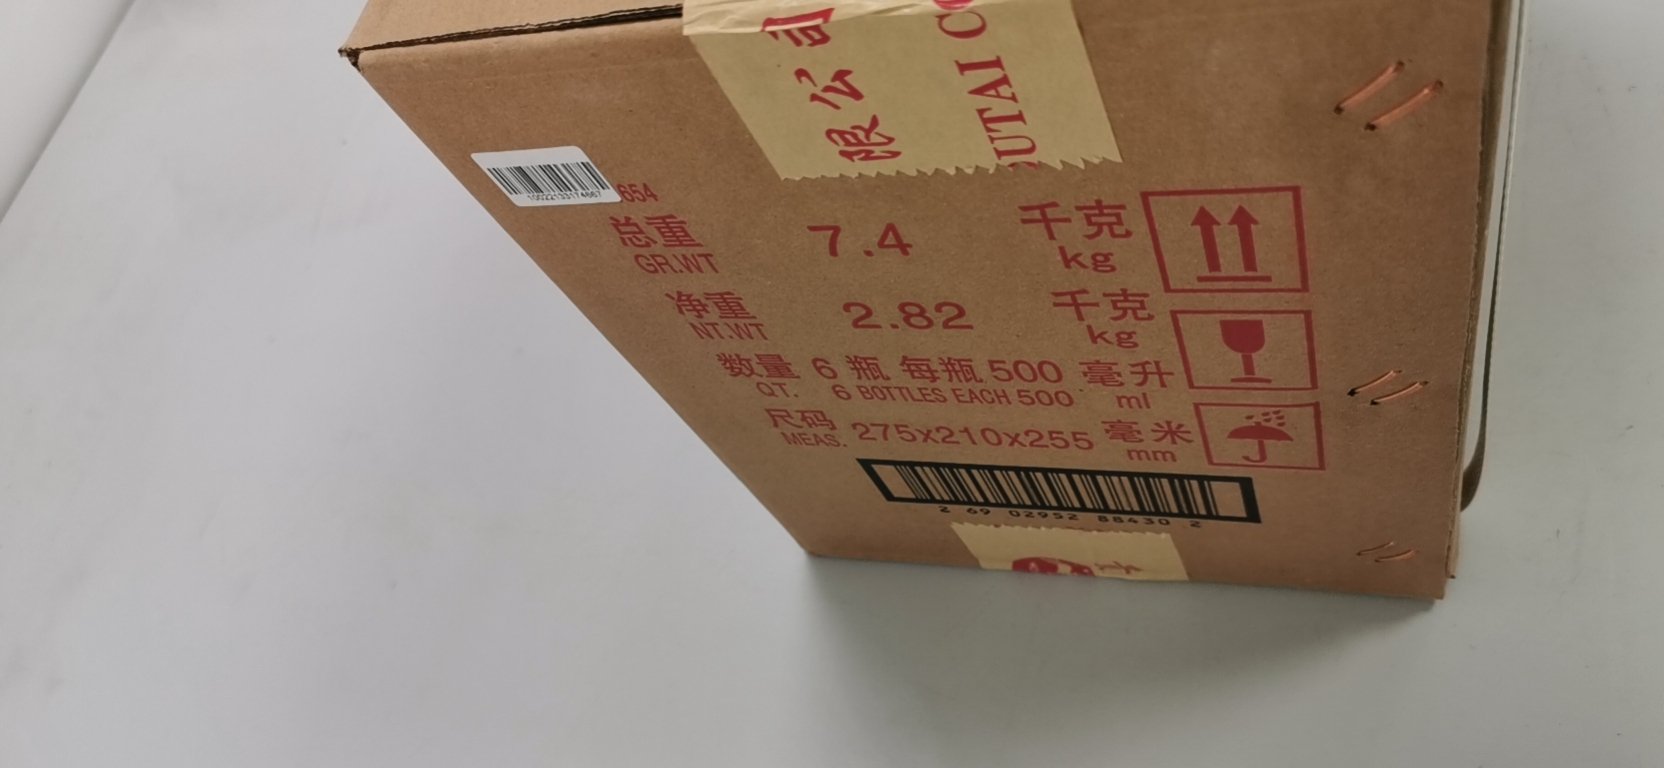 限公司
UTAI C
10022133174667
654
总重 7.4 千克
GR.WT kg
净重 2.82 千克
NT.WT kg
数量 6 瓶 每瓶 500 毫升
QT. 6 BOTTLES EACH 500 ml
尺码 275x210x255 毫米
MEAS. mm
2 69 02952 88430 2